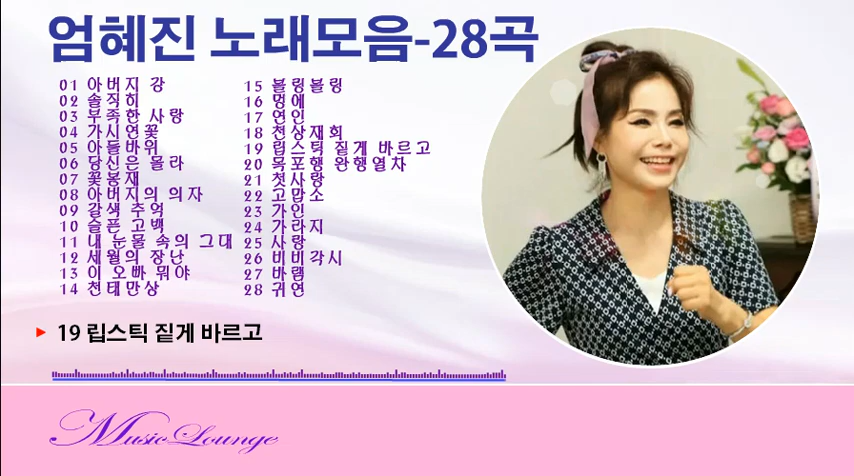 엄혜진 노래모음-28곡
01 아버지 강
02 솔직히
03 부족한 사랑
04 가시연꽃
05 아들바위
06 당신은 몰라
07 꽃봉재
08 아버지의 의자
09 갈색 추억
10 슬픈 고백
11 내 눈물 속의 그대
12 세월의 장난
13 이 오빠 뭐야
14 천태만상
15 볼링볼링
16 멍에
17 연인
18 천상재회
19 립스틱 짙게 바르고
20 목포행 완행열차
21 첫사랑
22 고맙소
23 가인
24 가라지
25 사랑
26 비비각시
27 바램
28 귀연
19 립스틱 짙게 바르고
MusicLounge